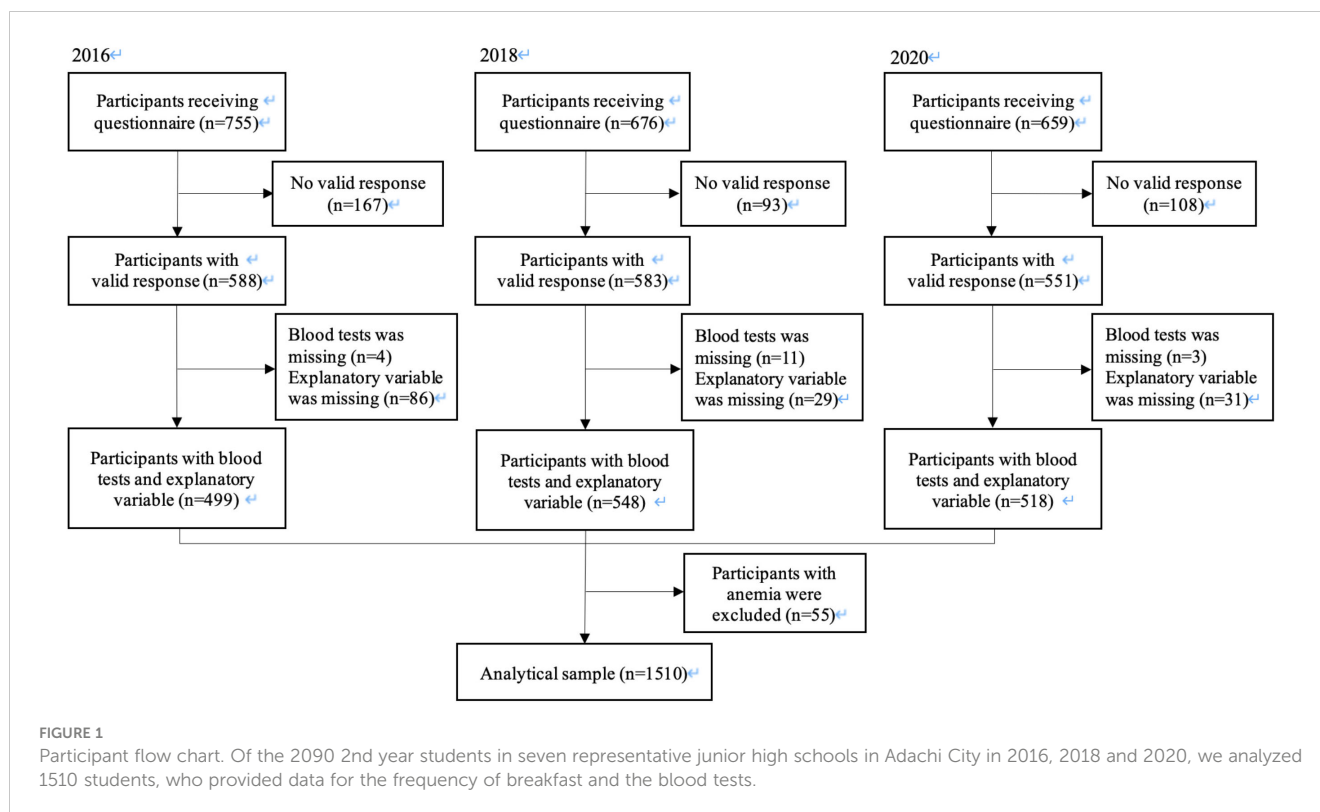 2016↵
Participants receiving ↵
questionnaire (n=755)↵
No valid response
(n=167)↵
Participants with ↵
valid response (n=588)↵
Blood tests was
missing (n=4)
Explanatory variable
was missing (n=86)↵
Participants with blood
tests and explanatory
variable (n=499) ↵
2018↵
Participants receiving ↵
questionnaire (n=676)↵
No valid response
(n=93)↵
Participants with ↵
valid response (n=583)↵
Blood tests was
missing (n=11)
Explanatory variable
was missing (n=29)↵
Participants with blood
tests and explanatory
variable (n=548) ↵
2020↵
Participants receiving ↵
questionnaire (n=659)↵
No valid response
(n=108)↵
Participants with ↵
valid response (n=551)↵
Blood tests was
missing (n=3)
Explanatory variable
was missing (n=31)↵
Participants with blood
tests and explanatory
variable (n=518) ↵
Participants with
anemia were
excluded (n=55)↵
Analytical sample (n=1510)↵
FIGURE 1
Participant flow chart. Of the 2090 2nd year students in seven representative junior high schools in Adachi City in 2016, 2018 and 2020, we analyzed
1510 students, who provided data for the frequency of breakfast and the blood tests.